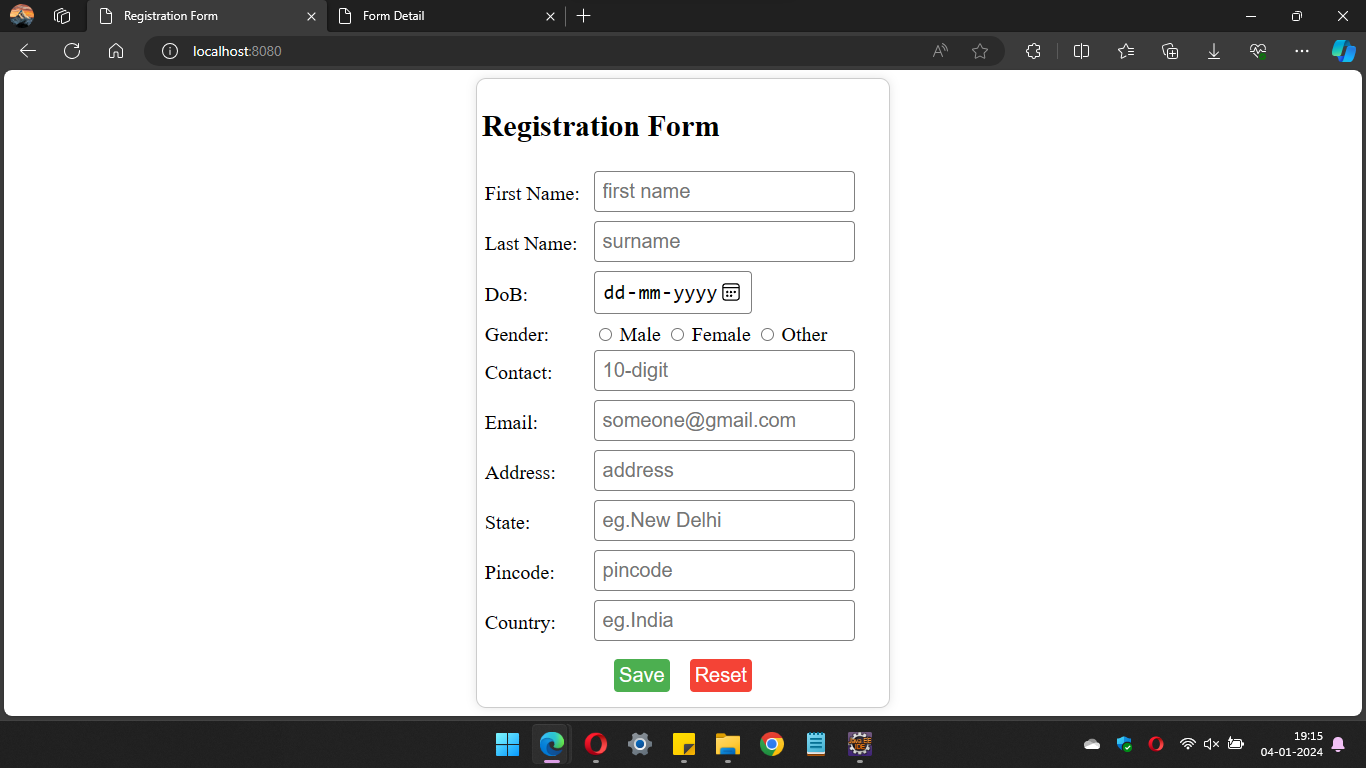 Registration Form
Form Detail
localhost:8080
Registration Form
First Name: first name
Last Name: surname
DoB: dd-mm-yyyy
Gender: Male Female Other
Contact: 10-digit
Email: someone@gmail.com
Address: address
State: eg.New Delhi
Pincode: pincode
Country: eg.India
Save Reset
19:15
04-01-2024